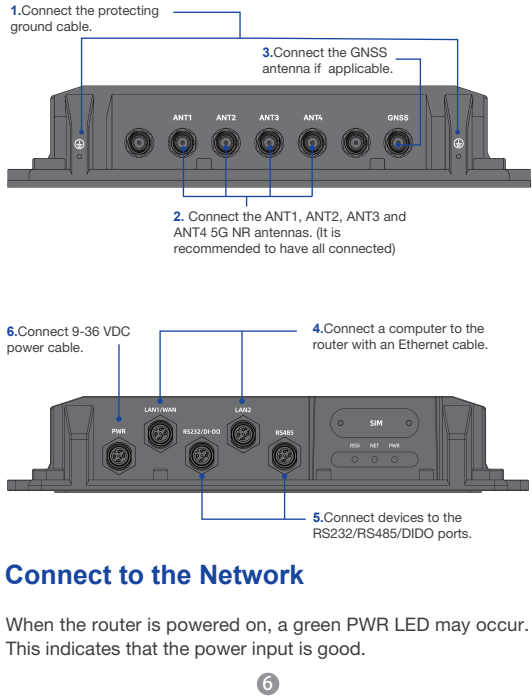 1.Connect the protecting
ground cable.
3.Connect the GNSS
antenna if applicable.
ANT1 ANT2 ANT3 ANT4 GNSS
2. Connect the ANT1, ANT2, ANT3 and
ANT4 5G NR antennas. (It is
recommended to have all connected)
6.Connect 9-36 VDC
power cable.
4.Connect a computer to the
router with an Ethernet cable.
LAN1/WAN LAN2
PWR RS232/DI-DO RS485
SIM
RSSI NET PWR
5.Connect devices to the
RS232/RS485/DIDO ports.
Connect to the Network
When the router is powered on, a green PWR LED may occur.
This indicates that the power input is good.
6